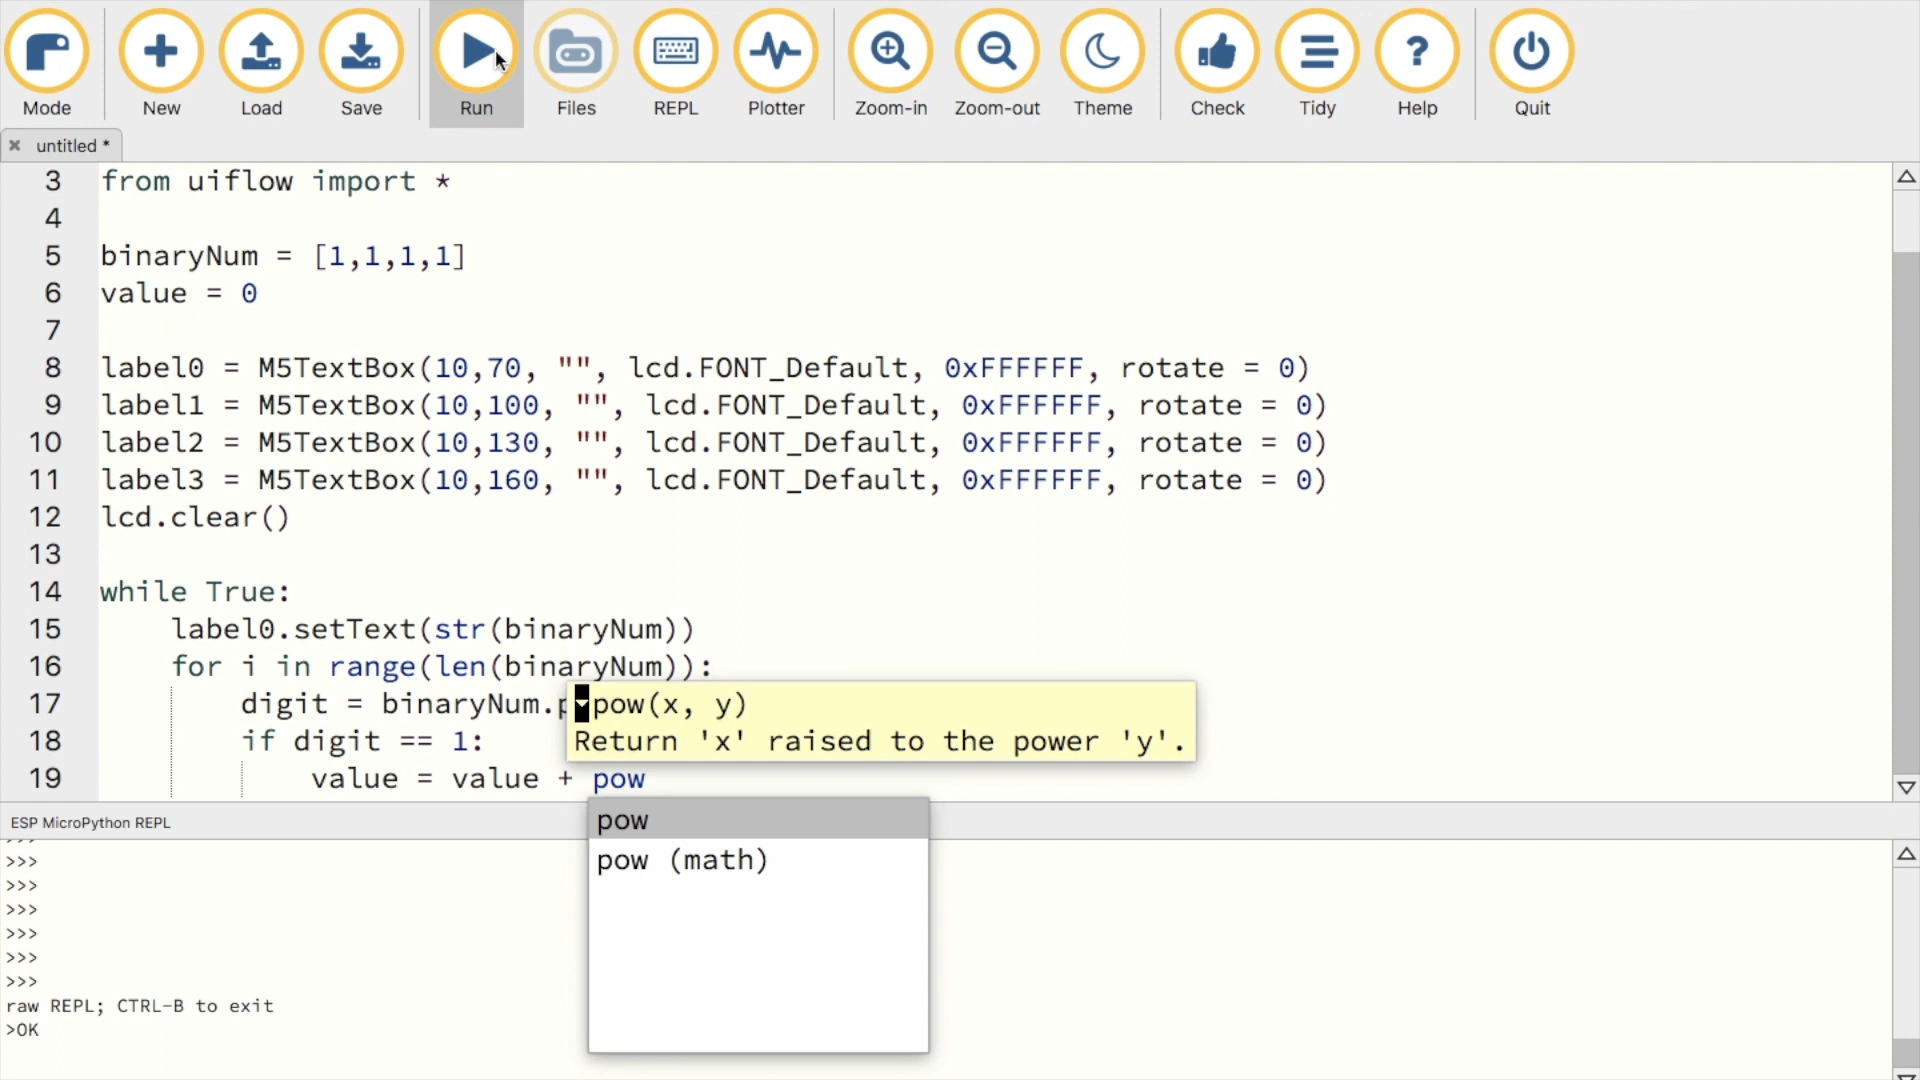 Mode New Load Save Run Files REPL Plotter Zoom-in Zoom-out Theme Check Tidy Help Quit
untitled *
3 from uiflow import *
4
5 binaryNum = [1,1,1,1]
6 value = 0
7
8 label0 = M5TextBox(10,70, "", lcd.FONT_Default, 0xFFFFFF, rotate = 0)
9 label1 = M5TextBox(10,100, "", lcd.FONT_Default, 0xFFFFFF, rotate = 0)
10 label2 = M5TextBox(10,130, "", lcd.FONT_Default, 0xFFFFFF, rotate = 0)
11 label3 = M5TextBox(10,160, "", lcd.FONT_Default, 0xFFFFFF, rotate = 0)
12 lcd.clear()
13
14 while True:
15 label0.setText(str(binaryNum))
16 for i in range(len(binaryNum)):
17 digit = binaryNum.p
pow(x, y)
18 if digit == 1:
Return 'x' raised to the power 'y'.
19 value = value + pow
pow
pow (math)
ESP MicroPython REPL
>>>
>>>
>>>
>>>
>>>
>>>
>>>
raw REPL; CTRL-B to exit
>OK